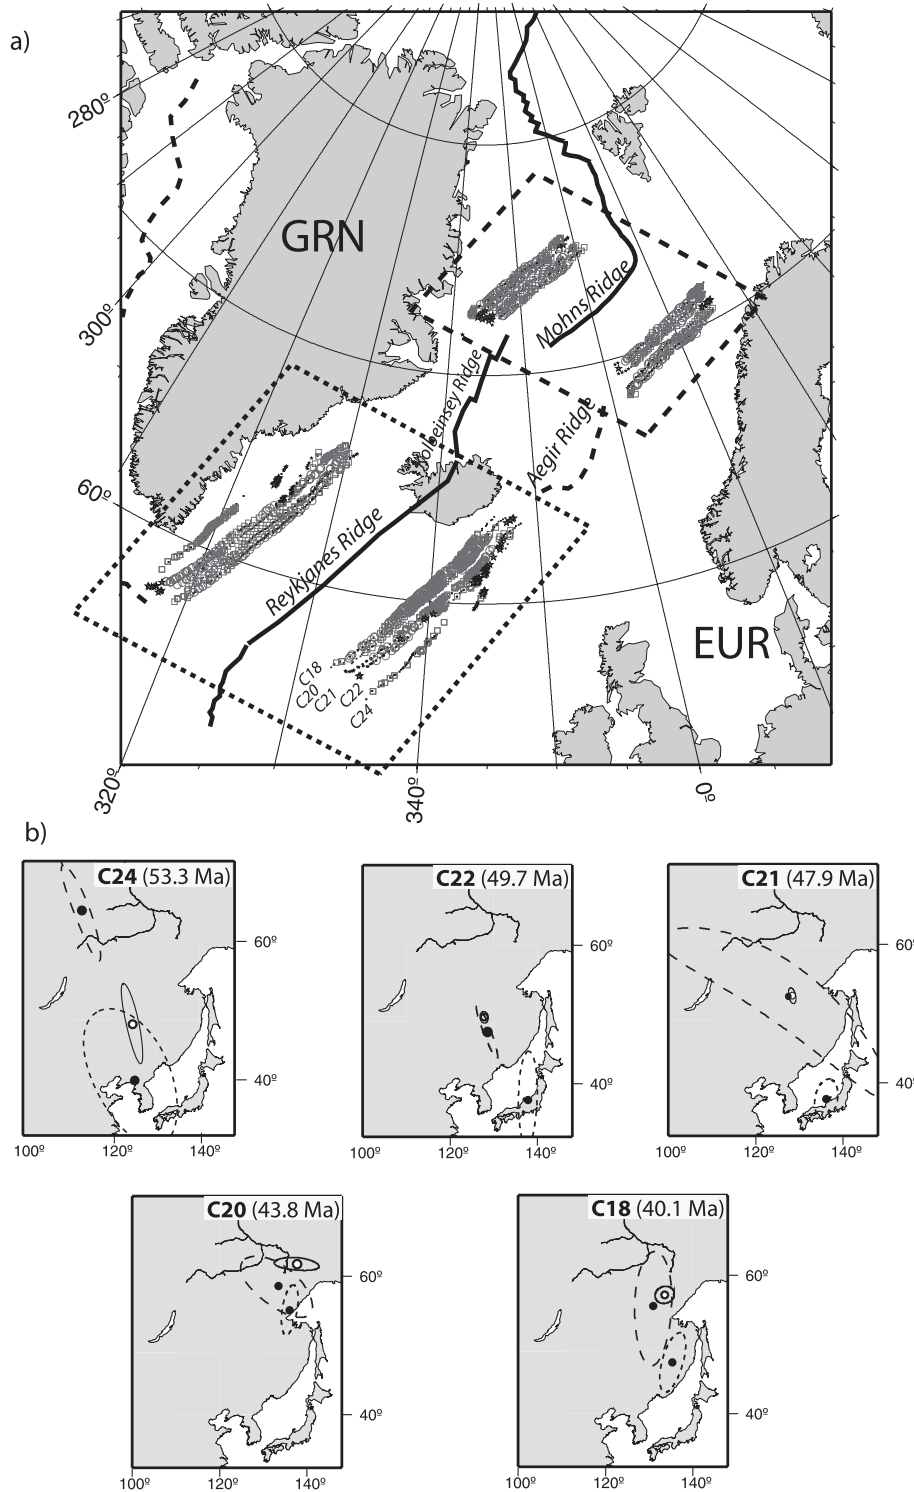 a)
280º
GRN
300º
Mohns Ridge
Kolbeinsey Ridge
Aegir Ridge
60º
Reykjanes Ridge
EUR
C18
C20
C21
C22
C24
320º
340º
0º
b)
C24 (53.3 Ma)
60º
40º
100º 120º 140º
C22 (49.7 Ma)
60º
40º
100º 120º 140º
C21 (47.9 Ma)
60º
40º
100º 120º 140º
C20 (43.8 Ma)
60º
40º
100º 120º 140º
C18 (40.1 Ma)
60º
40º
100º 120º 140º